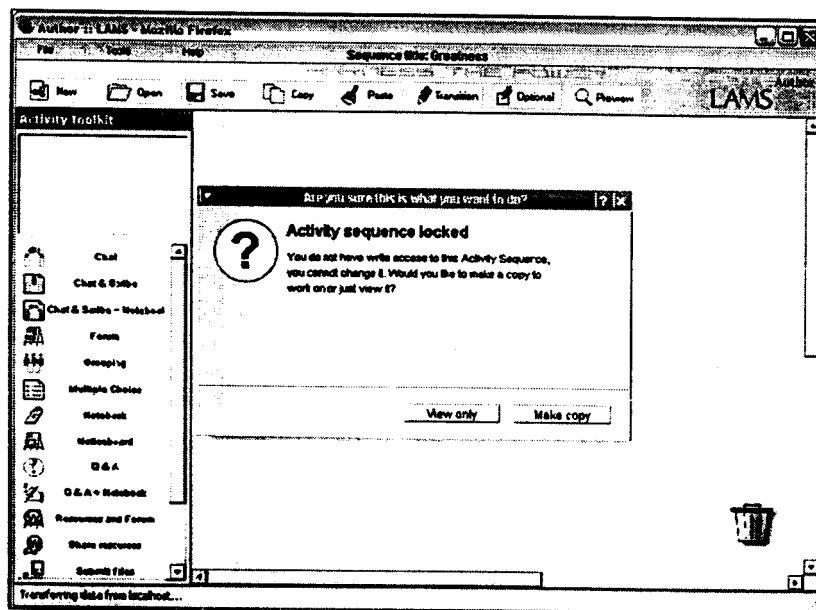 Author :: LAMS - Mozilla Firefox
File Tools Help Sequence title: Greatness
New Open Save Copy Paste Transition Optional Preview LAMS Author
Activity Toolkit
Are you sure this is what you want to do?
Activity sequence locked
You do not have write access to this Activity Sequence,
you cannot change it. Would you like to make a copy to
work on or just view it?
View only Make copy
Chat
Chat & Scribe
Chat & Scribe + Notebook
Forum
Grouping
Multiple Choice
Notebook
Noticeboard
Q & A
Q & A + Notebook
Resources and Forum
Share resources
Submit files
Transferring data from localhost...